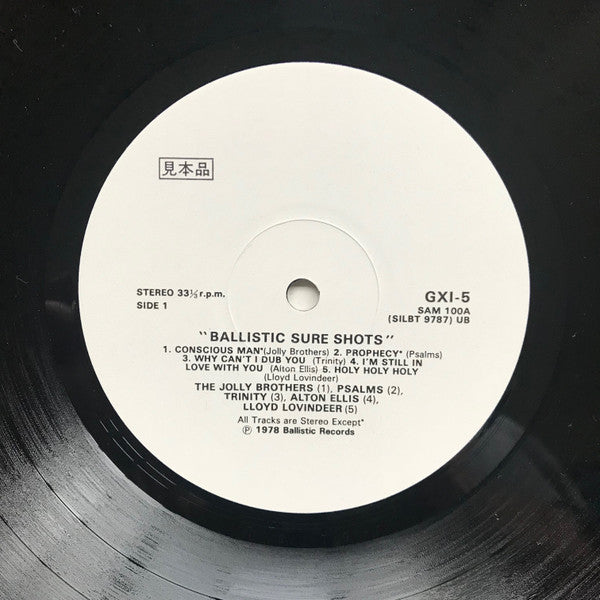 見本品
STEREO 33⅓ r.p.m.
SIDE 1
GXI-5
SAM 100A
(SILBT 9787) UB
"BALLISTIC SURE SHOTS"
1. CONSCIOUS MAN*(Jolly Brothers) 2. PROPHECY* (Psalms)
3. WHY CAN'T I DUB YOU (Trinity) 4. I'M STILL IN
LOVE WITH YOU (Alton Ellis) 5. HOLY HOLY HOLY
(Lloyd Lovindeer)
THE JOLLY BROTHERS (1), PSALMS (2),
TRINITY (3), ALTON ELLIS (4),
LLOYD LOVINDEER (5)
All Tracks are Stereo Except*
Ⓟ 1978 Ballistic Records